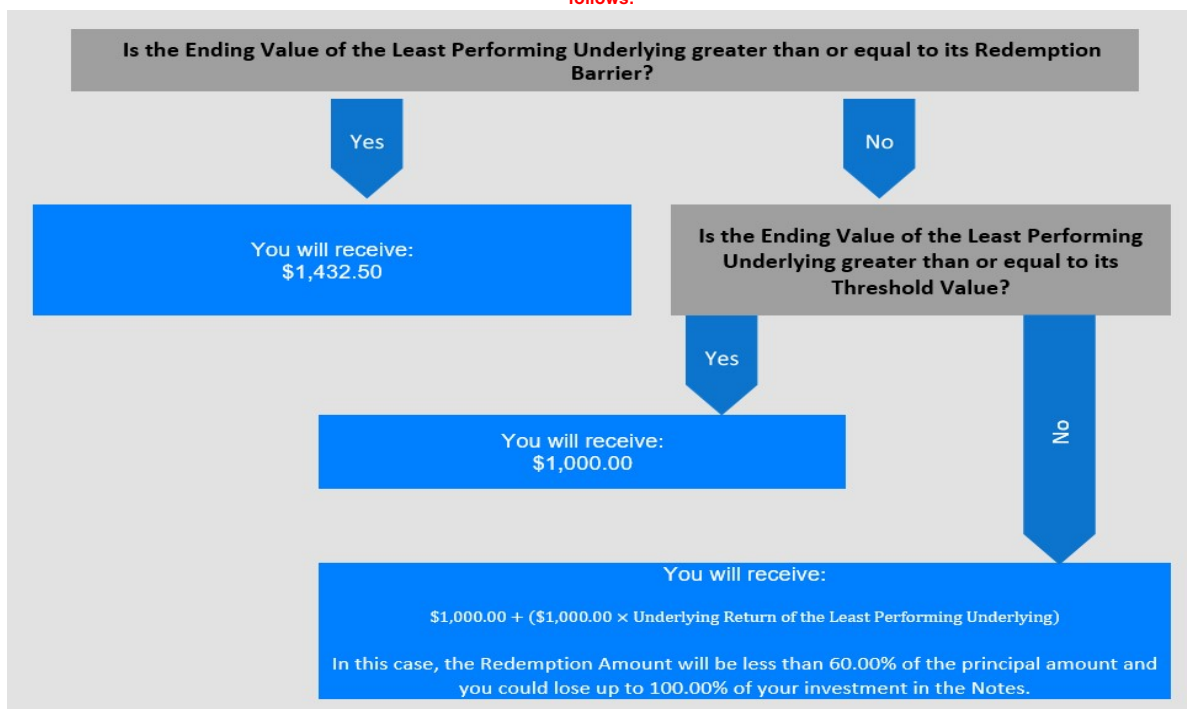 follows:
Is the Ending Value of the Least Performing Underlying greater than or equal to its Redemption
Barrier?
Yes
No
You will receive:
$1,432.50
Is the Ending Value of the Least Performing
Underlying greater than or equal to its
Threshold Value?
Yes
No
You will receive:
$1,000.00
You will receive:
$1,000.00 + ($1,000.00 × Underlying Return of the Least Performing Underlying)
In this case, the Redemption Amount will be less than 60.00% of the principal amount and
you could lose up to 100.00% of your investment in the Notes.